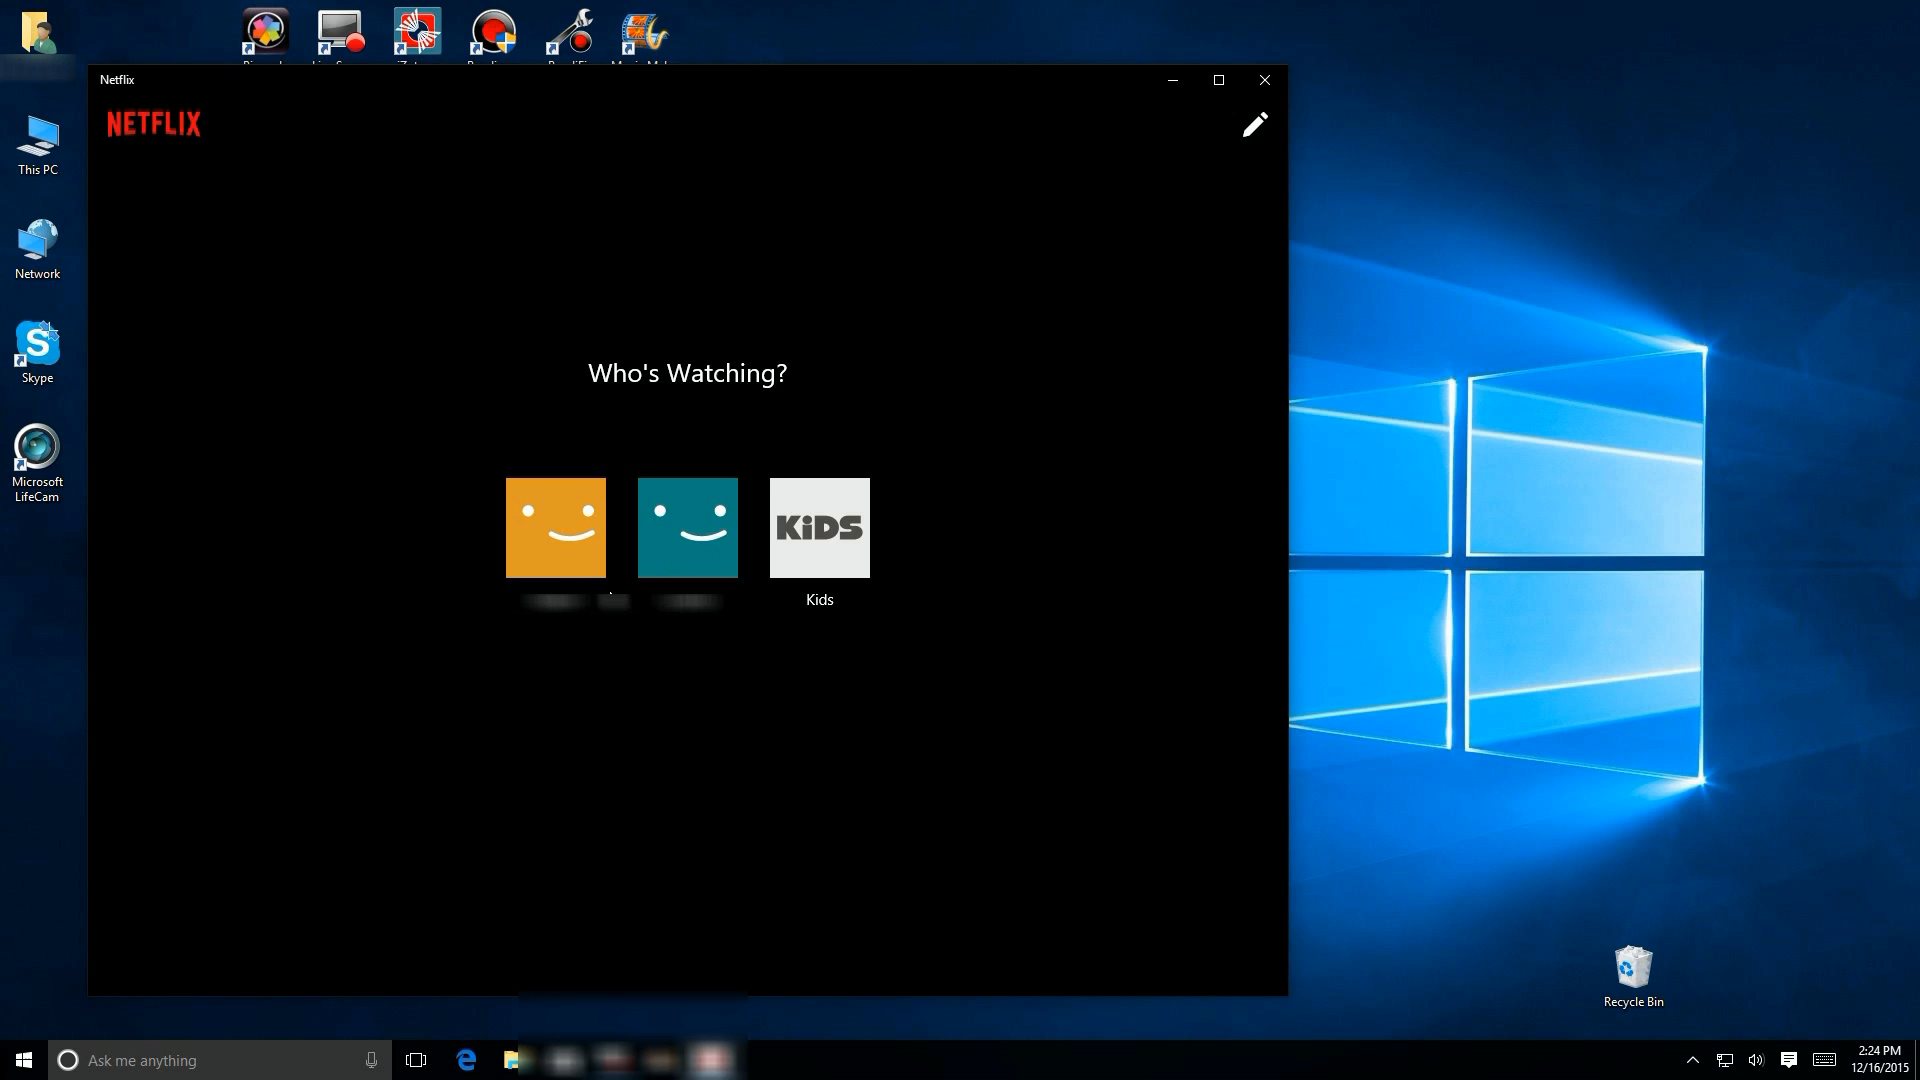 Netflix
NETFLIX
This PC
Network
Skype
Microsoft
LifeCam
Who's Watching?
KiDS
Kids
Recycle Bin
Ask me anything
2:24 PM
12/16/2015